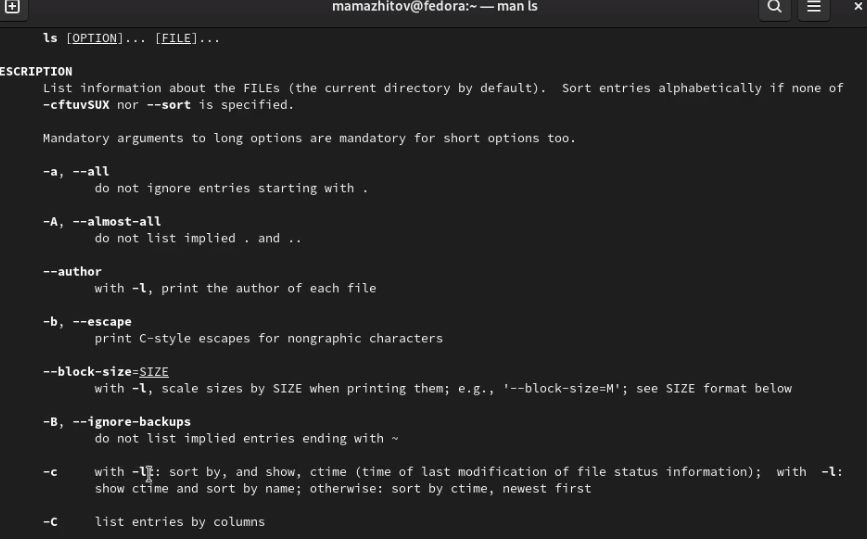 mamazhitov@fedora:~ — man ls
ls [OPTION]... [FILE]...
ESCRIPTION
List information about the FILEs (the current directory by default).  Sort entries alphabetically if none of
-cftuvSUX nor --sort is specified.
Mandatory arguments to long options are mandatory for short options too.
-a, --all
do not ignore entries starting with .
-A, --almost-all
do not list implied . and ..
--author
with -l, print the author of each file
-b, --escape
print C-style escapes for nongraphic characters
--block-size=SIZE
with -l, scale sizes by SIZE when printing them; e.g., '--block-size=M'; see SIZE format below
-B, --ignore-backups
do not list implied entries ending with ~
-c     with -lt: sort by, and show, ctime (time of last modification of file status information);  with  -l:
show ctime and sort by name; otherwise: sort by ctime, newest first
-C     list entries by columns